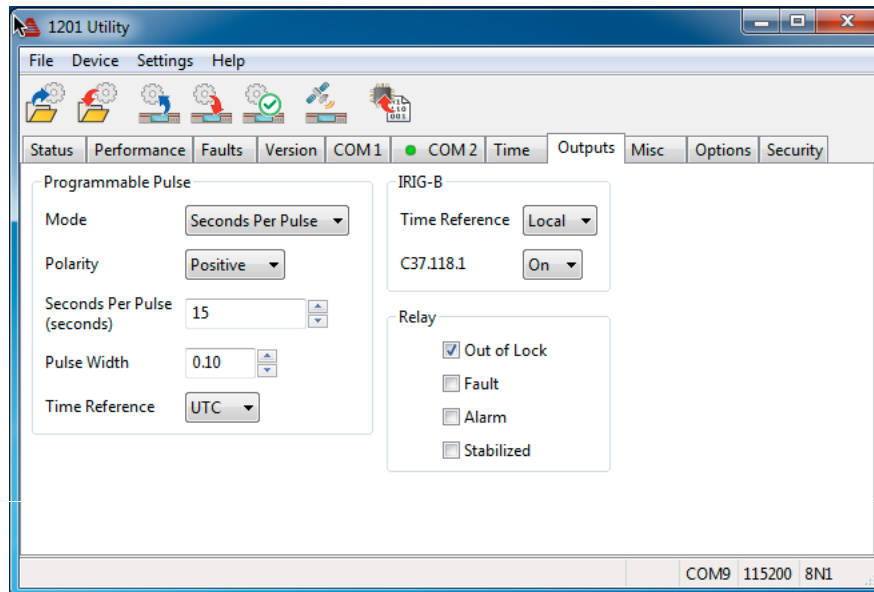 1201 Utility
File Device Settings Help
Status Performance Faults Version COM 1 COM 2 Time Outputs Misc Options Security
Programmable Pulse
Mode Seconds Per Pulse
Polarity Positive
Seconds Per Pulse
(seconds) 15
Pulse Width 0.10
Time Reference UTC
IRIG-B
Time Reference Local
C37.118.1 On
Relay
Out of Lock
Fault
Alarm
Stabilized
COM9 115200 8N1